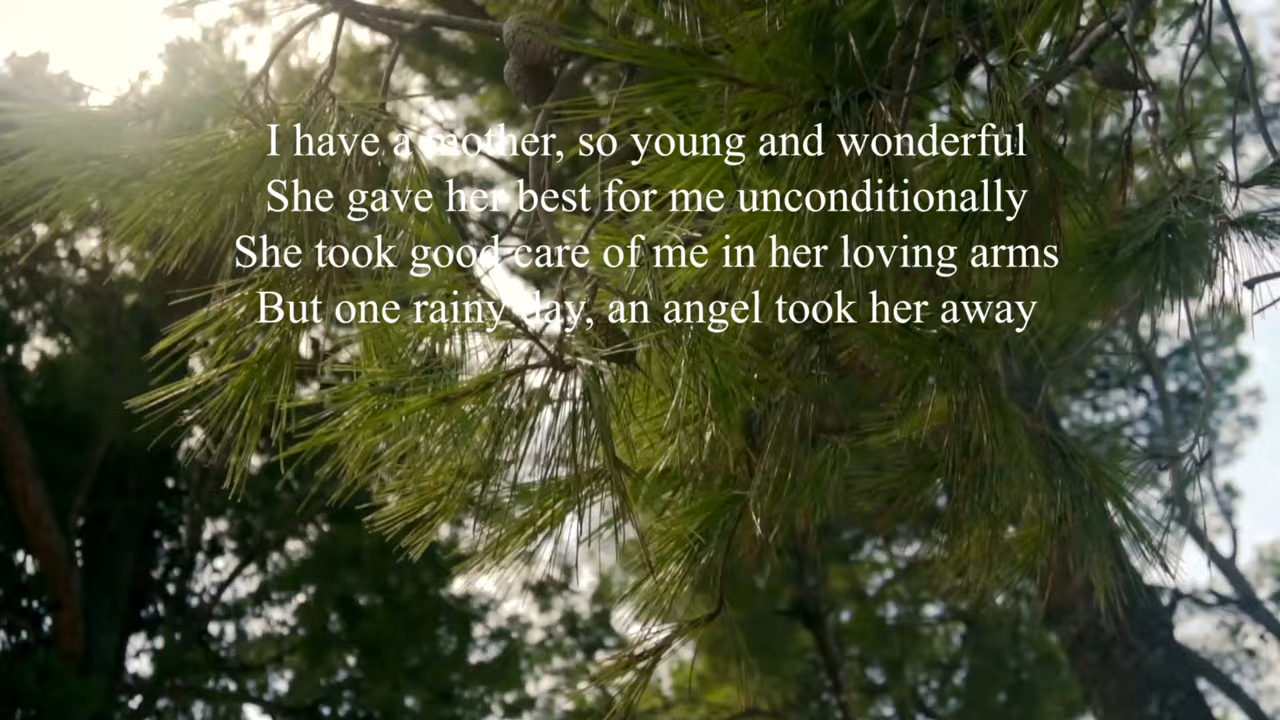 I have a mother, so young and wonderful
She gave her best for me unconditionally
She took good care of me in her loving arms
But one rainy day, an angel took her away